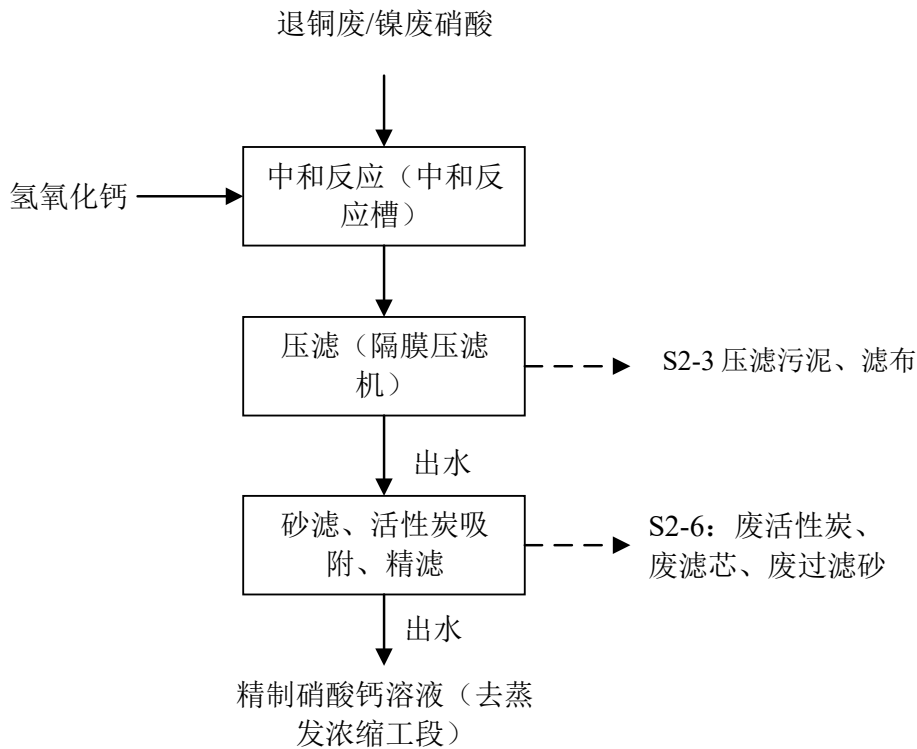 退铜废/镍废硝酸
中和反应（中和反
应槽）
氢氧化钙
压滤（隔膜压滤
机）
S2-3 压滤污泥、滤布
出水
砂滤、活性炭吸
附、精滤
S2-6：废活性炭、
废滤芯、废过滤砂
出水
精制硝酸钙溶液（去蒸
发浓缩工段）